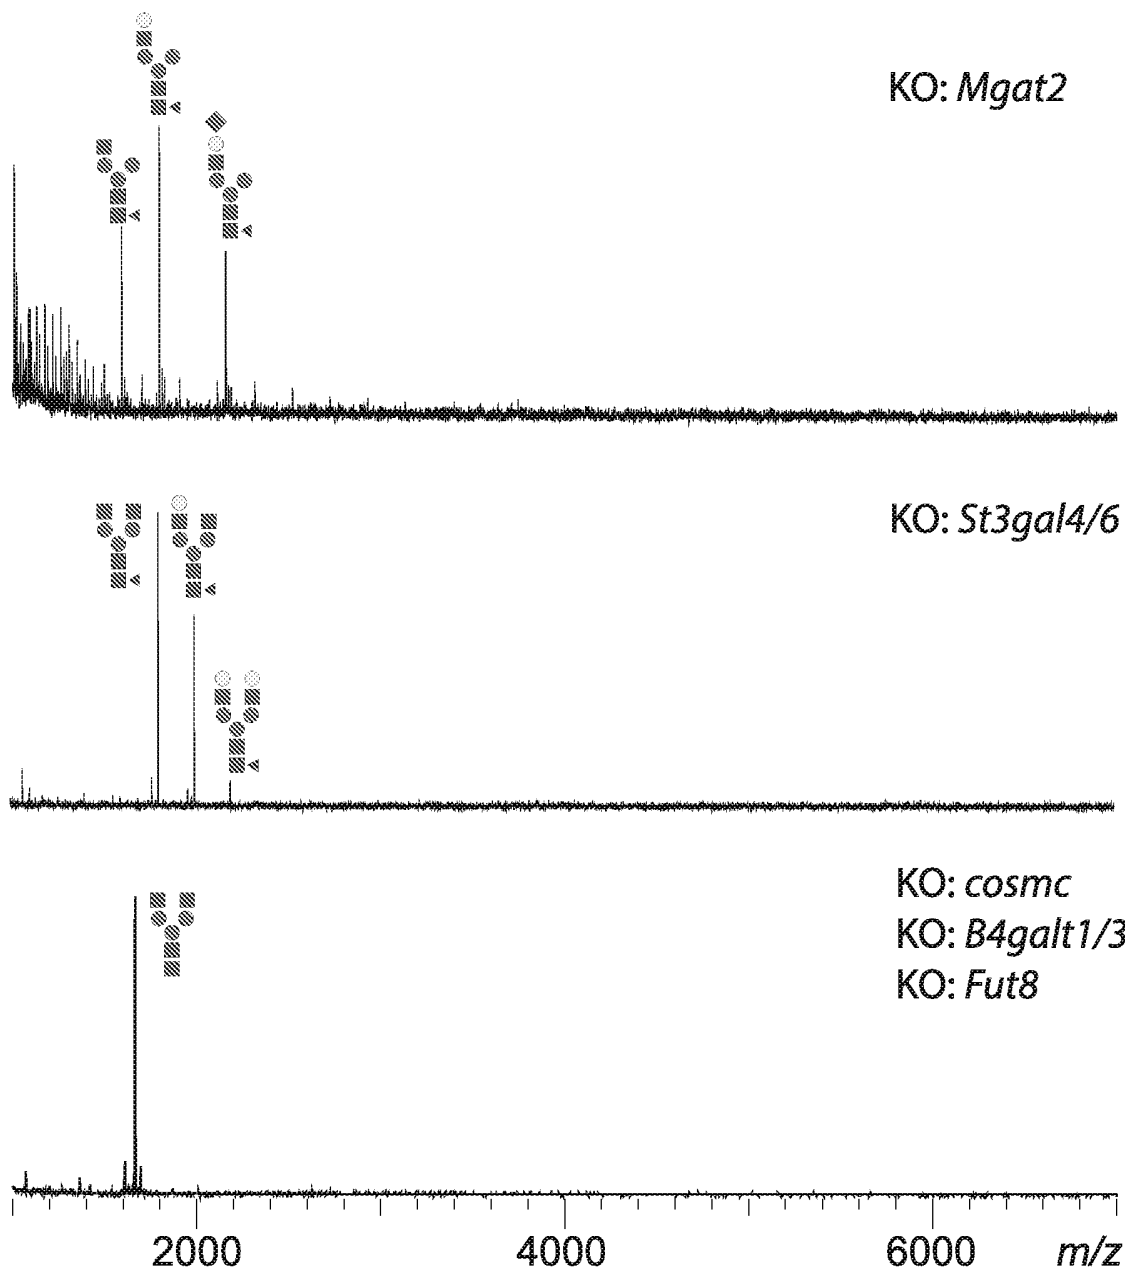 KO: Mgat2
KO: St3gal4/6
KO: cosmc
KO: B4galt1/3
KO: Fut8
2000 4000 6000 m/z